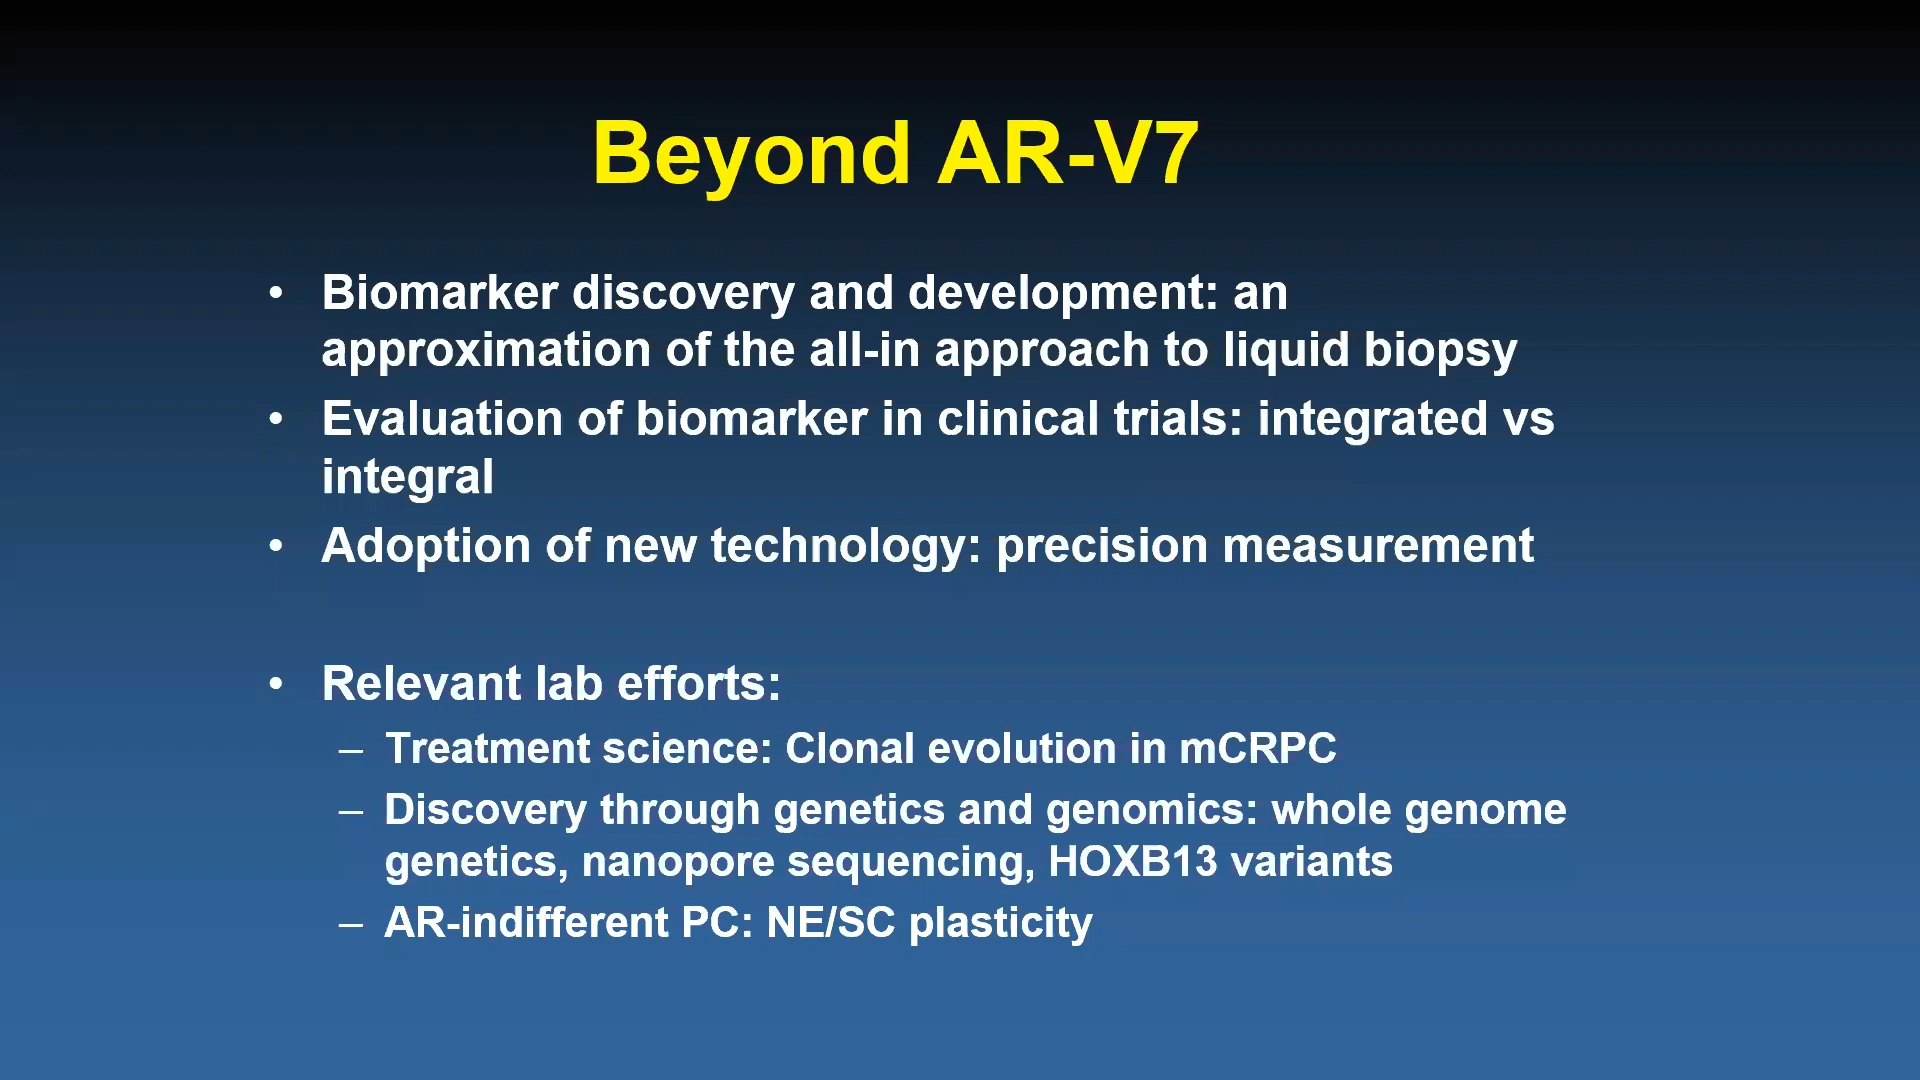 Beyond AR-V7
• Biomarker discovery and development: an
approximation of the all-in approach to liquid biopsy
• Evaluation of biomarker in clinical trials: integrated vs
integral
• Adoption of new technology: precision measurement
• Relevant lab efforts:
– Treatment science: Clonal evolution in mCRPC
– Discovery through genetics and genomics: whole genome
genetics, nanopore sequencing, HOXB13 variants
– AR-indifferent PC: NE/SC plasticity